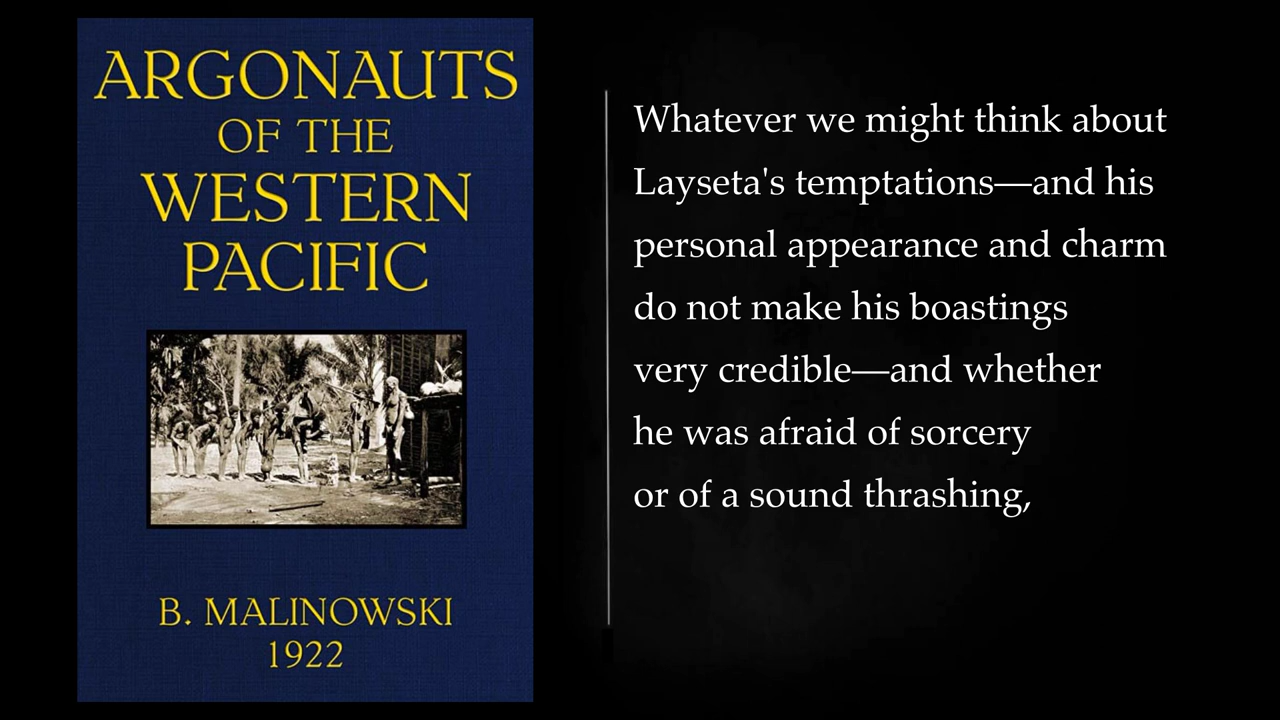 ARGONAUTS
OF THE
WESTERN
PACIFIC
B. MALINOWSKI
1922
Whatever we might think about
Layseta's temptations—and his
personal appearance and charm
do not make his boastings
very credible—and whether
he was afraid of sorcery
or of a sound thrashing,